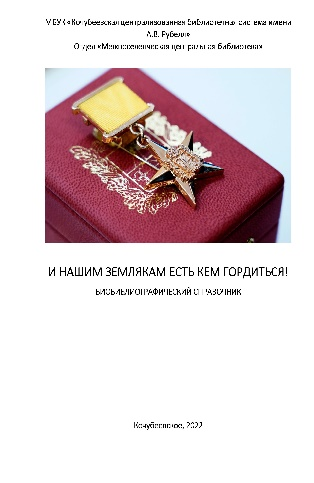 МБУК «Кочубеевская централизованная библиотечная система имени
А.В. Рубеля»
Отдел «Межпоселенческая центральная библиотека»
И НАШИМ ЗЕМЛЯКАМ ЕСТЬ КЕМ ГОРДИТЬСЯ!
БИОБИБЛИОГРАФИЧЕСКИЙ СПРАВОЧНИК
Кочубеевское, 2022